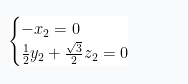 −x₂ = 0
½y₂ + √3/2 z₂ = 0